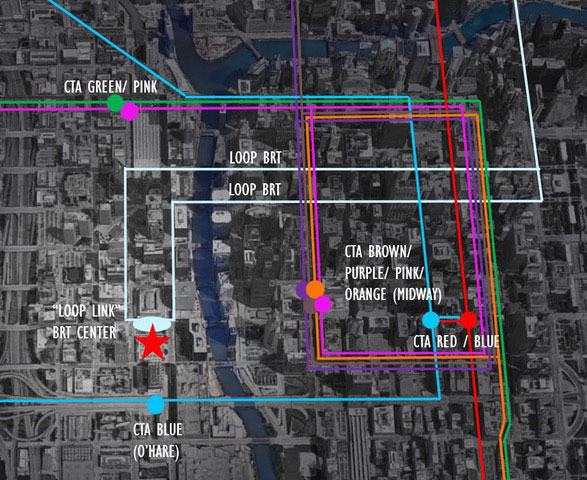 CTA GREEN/ PINK
LOOP BRT
LOOP BRT
CTA BROWN/
PURPLE/ PINK/
ORANGE (MIDWAY)
"LOOP LINK"
BRT CENTER
CTA RED / BLUE
CTA BLUE
(O'HARE)